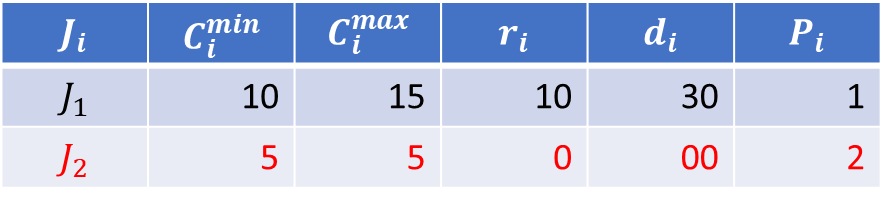 J_i C_i^min C_i^max r_i d_i P_i
J_1 10 15 10 30 1
J_2 5 5 0 00 2